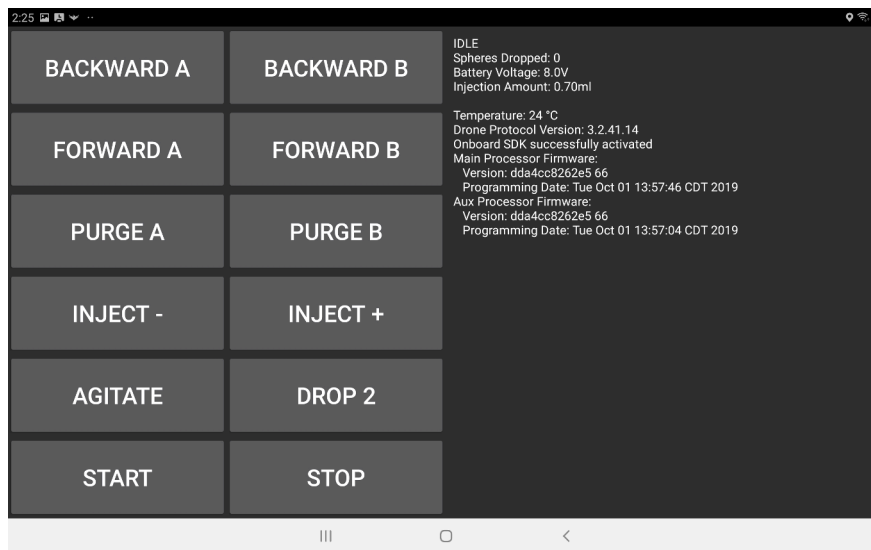 2:25
BACKWARD A
BACKWARD B
FORWARD A
FORWARD B
PURGE A
PURGE B
INJECT -
INJECT +
AGITATE
DROP 2
START
STOP
IDLE
Spheres Dropped: 0
Battery Voltage: 8.0V
Injection Amount: 0.70ml
Temperature: 24 °C
Drone Protocol Version: 3.2.41.14
Onboard SDK successfully activated
Main Processor Firmware:
Version: dda4cc8262e5 66
Programming Date: Tue Oct 01 13:57:46 CDT 2019
Aux Processor Firmware:
Version: dda4cc8262e5 66
Programming Date: Tue Oct 01 13:57:04 CDT 2019